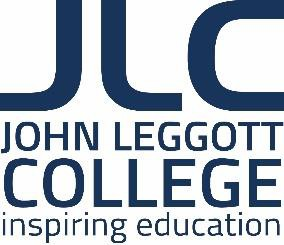 JLC
JOHN LEGGOTT
COLLEGE
inspiring education